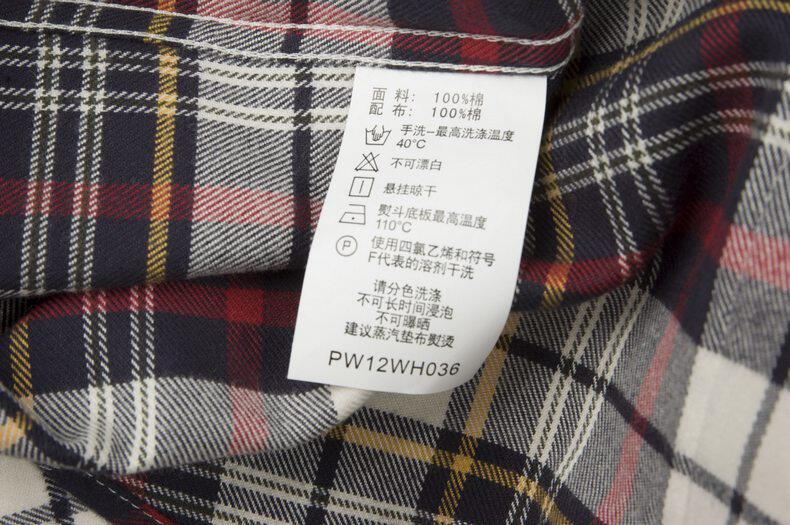 面 料: 100%棉
配 布: 100%棉
手洗-最高洗涤温度
40°C
不可漂白
悬挂晾干
熨斗底板最高温度
110°C
P
使用四氯乙烯和符号
F代表的溶剂干洗
请分色洗涤
不可长时间浸泡
不可曝晒
建议蒸汽垫布熨烫
PW12WH036